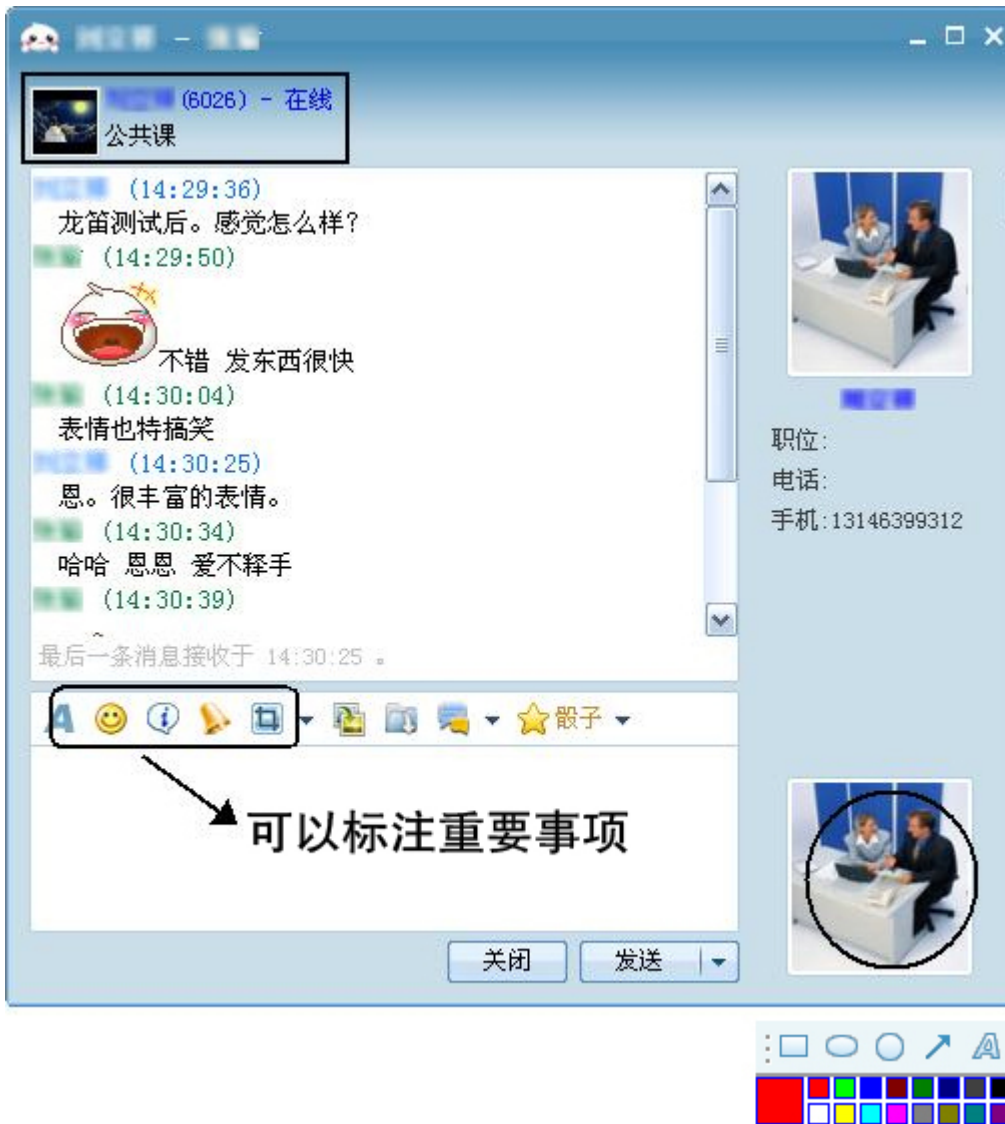 (6026) - 在线
公共课
(14:29:36)
龙笛测试后。感觉怎么样?
(14:29:50)
不错 发东西很快
(14:30:04)
表情也特搞笑
(14:30:25)
恩。很丰富的表情。
(14:30:34)
哈哈 恩恩 爱不释手
(14:30:39)
最后一条消息接收于 14:30:25 。
职位:
电话:
手机:13146399312
骰子
可以标注重要事项
关闭
发送